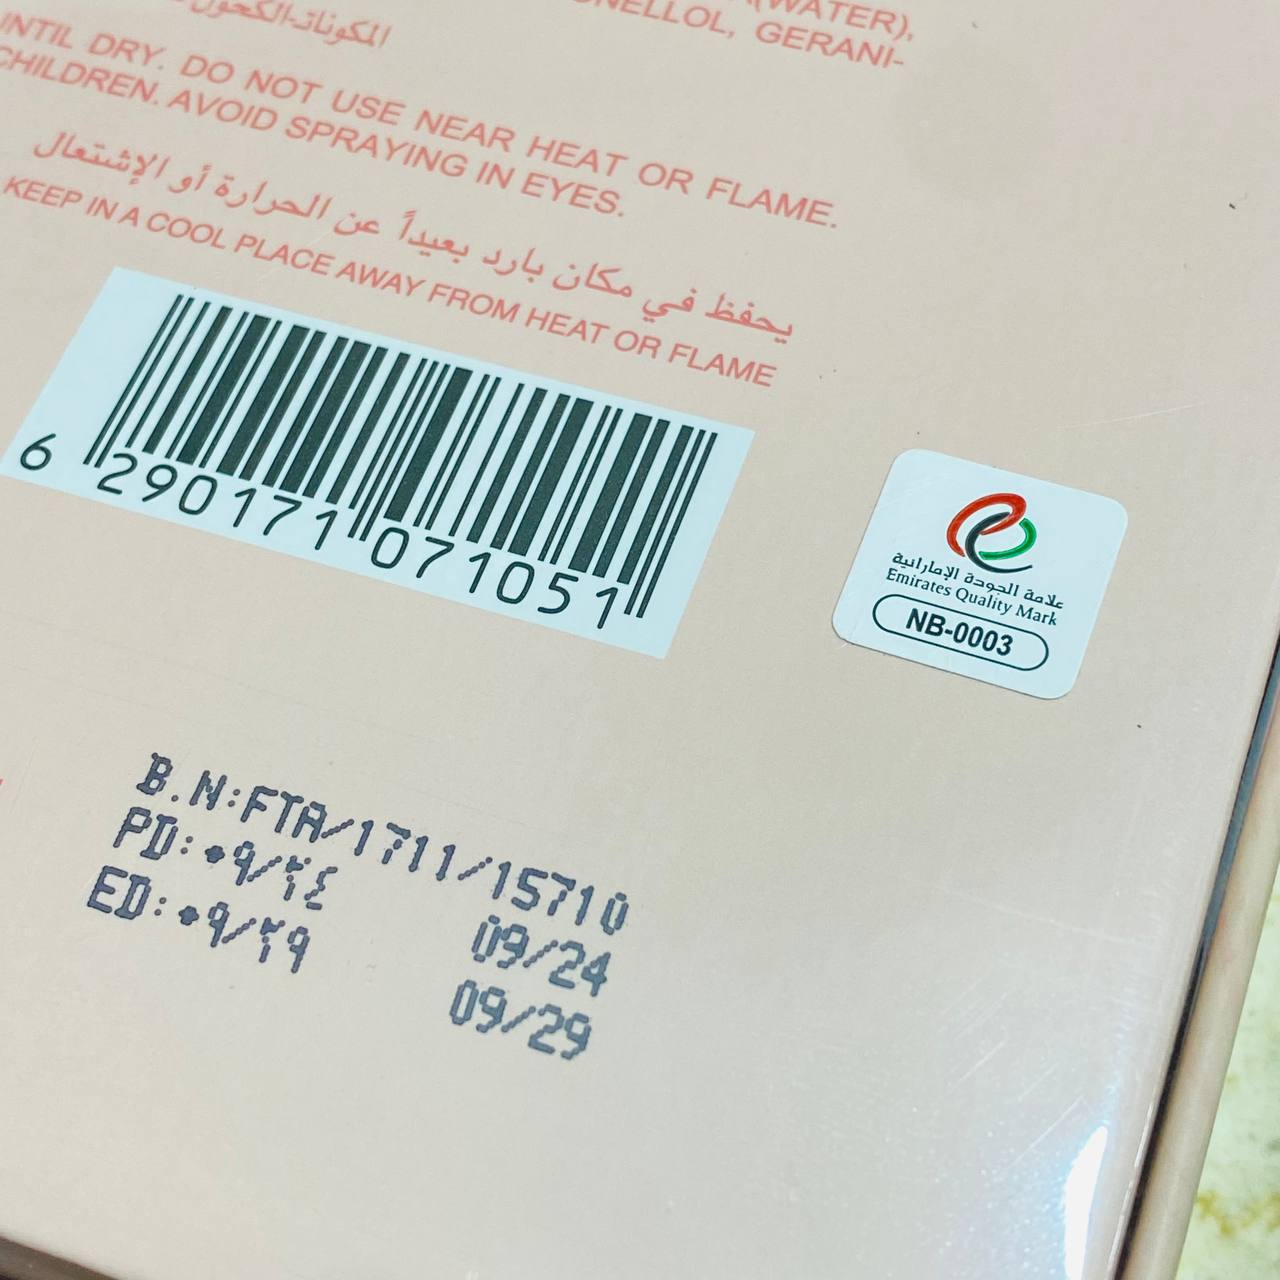 (WATER),
المكونات-الكحول
NELLOL, GERANI-
DRY. DO NOT USE NEAR HEAT OR FLAME.
CHILDREN. AVOID SPRAYING IN EYES.
يحفظ في مكان بارد بعيداً عن الحرارة أو الإشتعال
KEEP IN A COOL PLACE AWAY FROM HEAT OR FLAME
6 290171 071051
علامة الجودة الإماراتية
Emirates Quality Mark
NB-0003
B.N:FTA/1711/15710
PD:٠٩/٢٤ 09/24
ED:٠٩/٢٩ 09/29